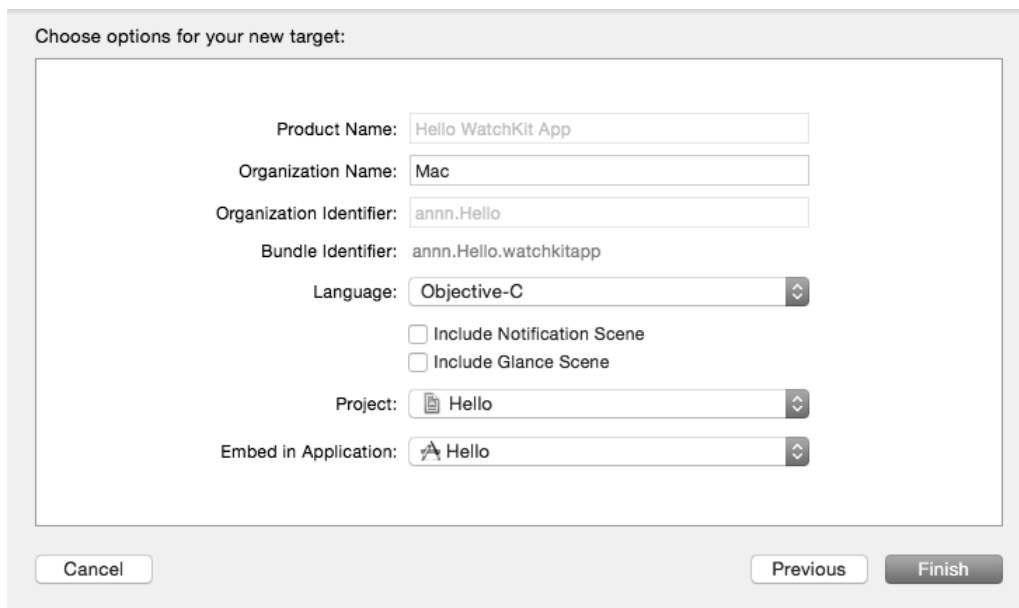 Choose options for your new target:
Product Name: Hello WatchKit App
Organization Name: Mac
Organization Identifier: annn.Hello
Bundle Identifier: annn.Hello.watchkitapp
Language: Objective-C
Include Notification Scene
Include Glance Scene
Project: Hello
Embed in Application: Hello
Cancel Previous Finish